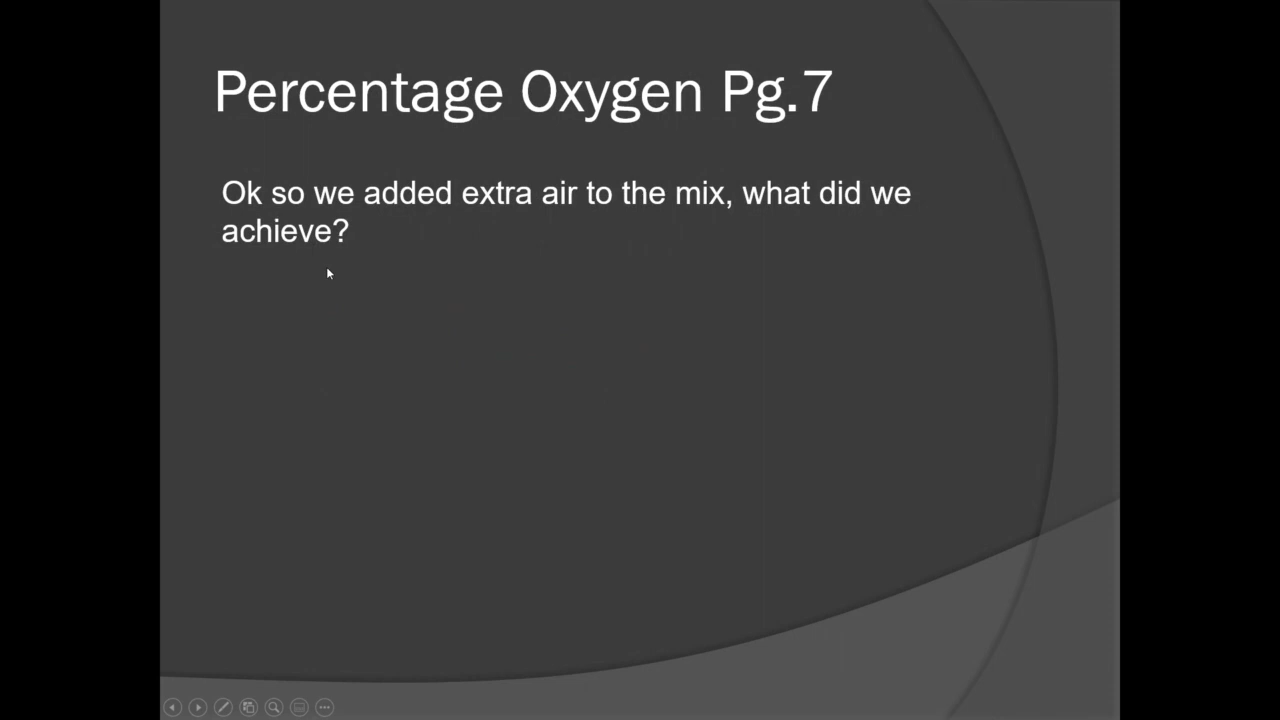 Percentage Oxygen Pg.7
Ok so we added extra air to the mix, what did we
achieve?